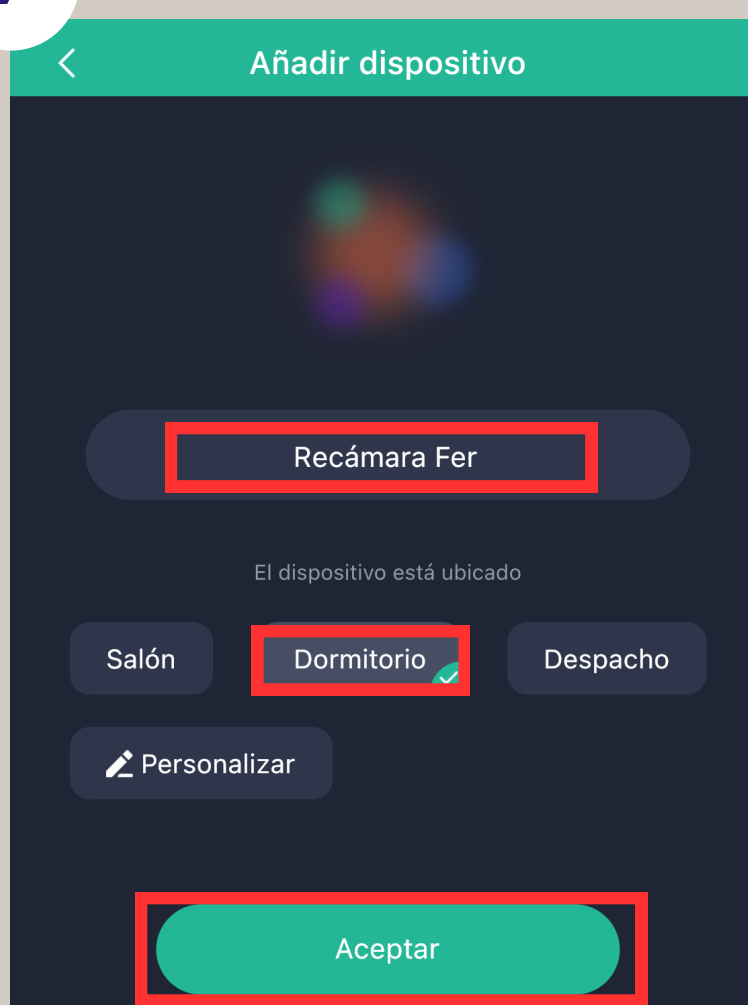 Añadir dispositivo
Recámara Fer
El dispositivo está ubicado
Salón
Dormitorio
Despacho
Personalizar
Aceptar